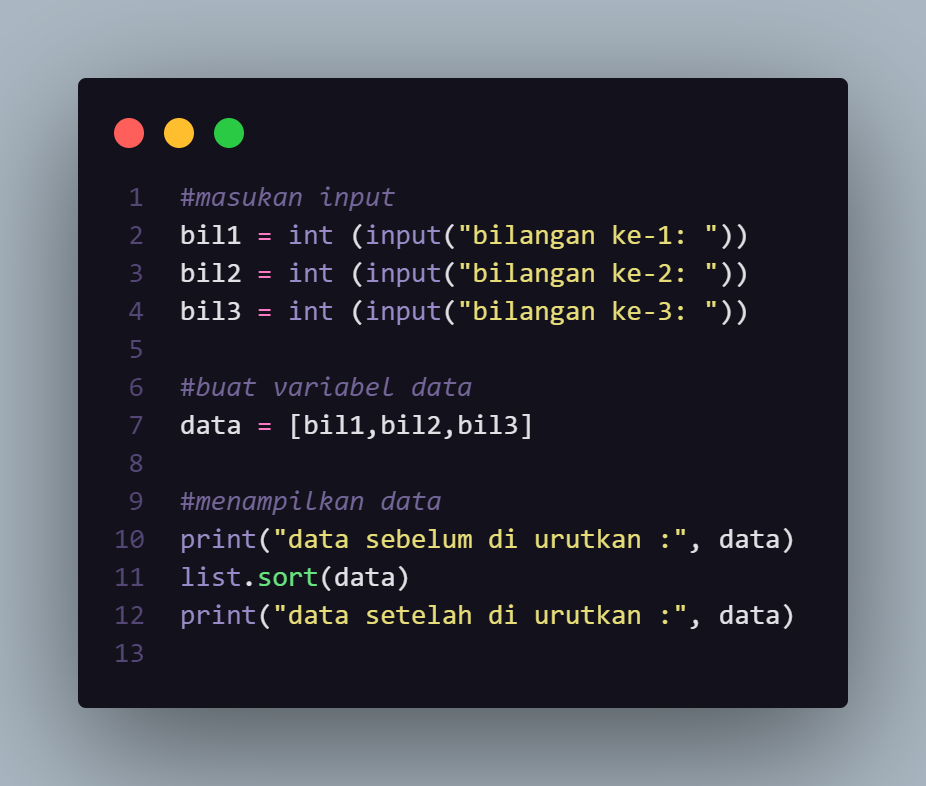 1 #masukan input
2 bil1 = int (input("bilangan ke-1: "))
3 bil2 = int (input("bilangan ke-2: "))
4 bil3 = int (input("bilangan ke-3: "))
5
6 #buat variabel data
7 data = [bil1,bil2,bil3]
8
9 #menampilkan data
10 print("data sebelum di urutkan :", data)
11 list.sort(data)
12 print("data setelah di urutkan :", data)
13